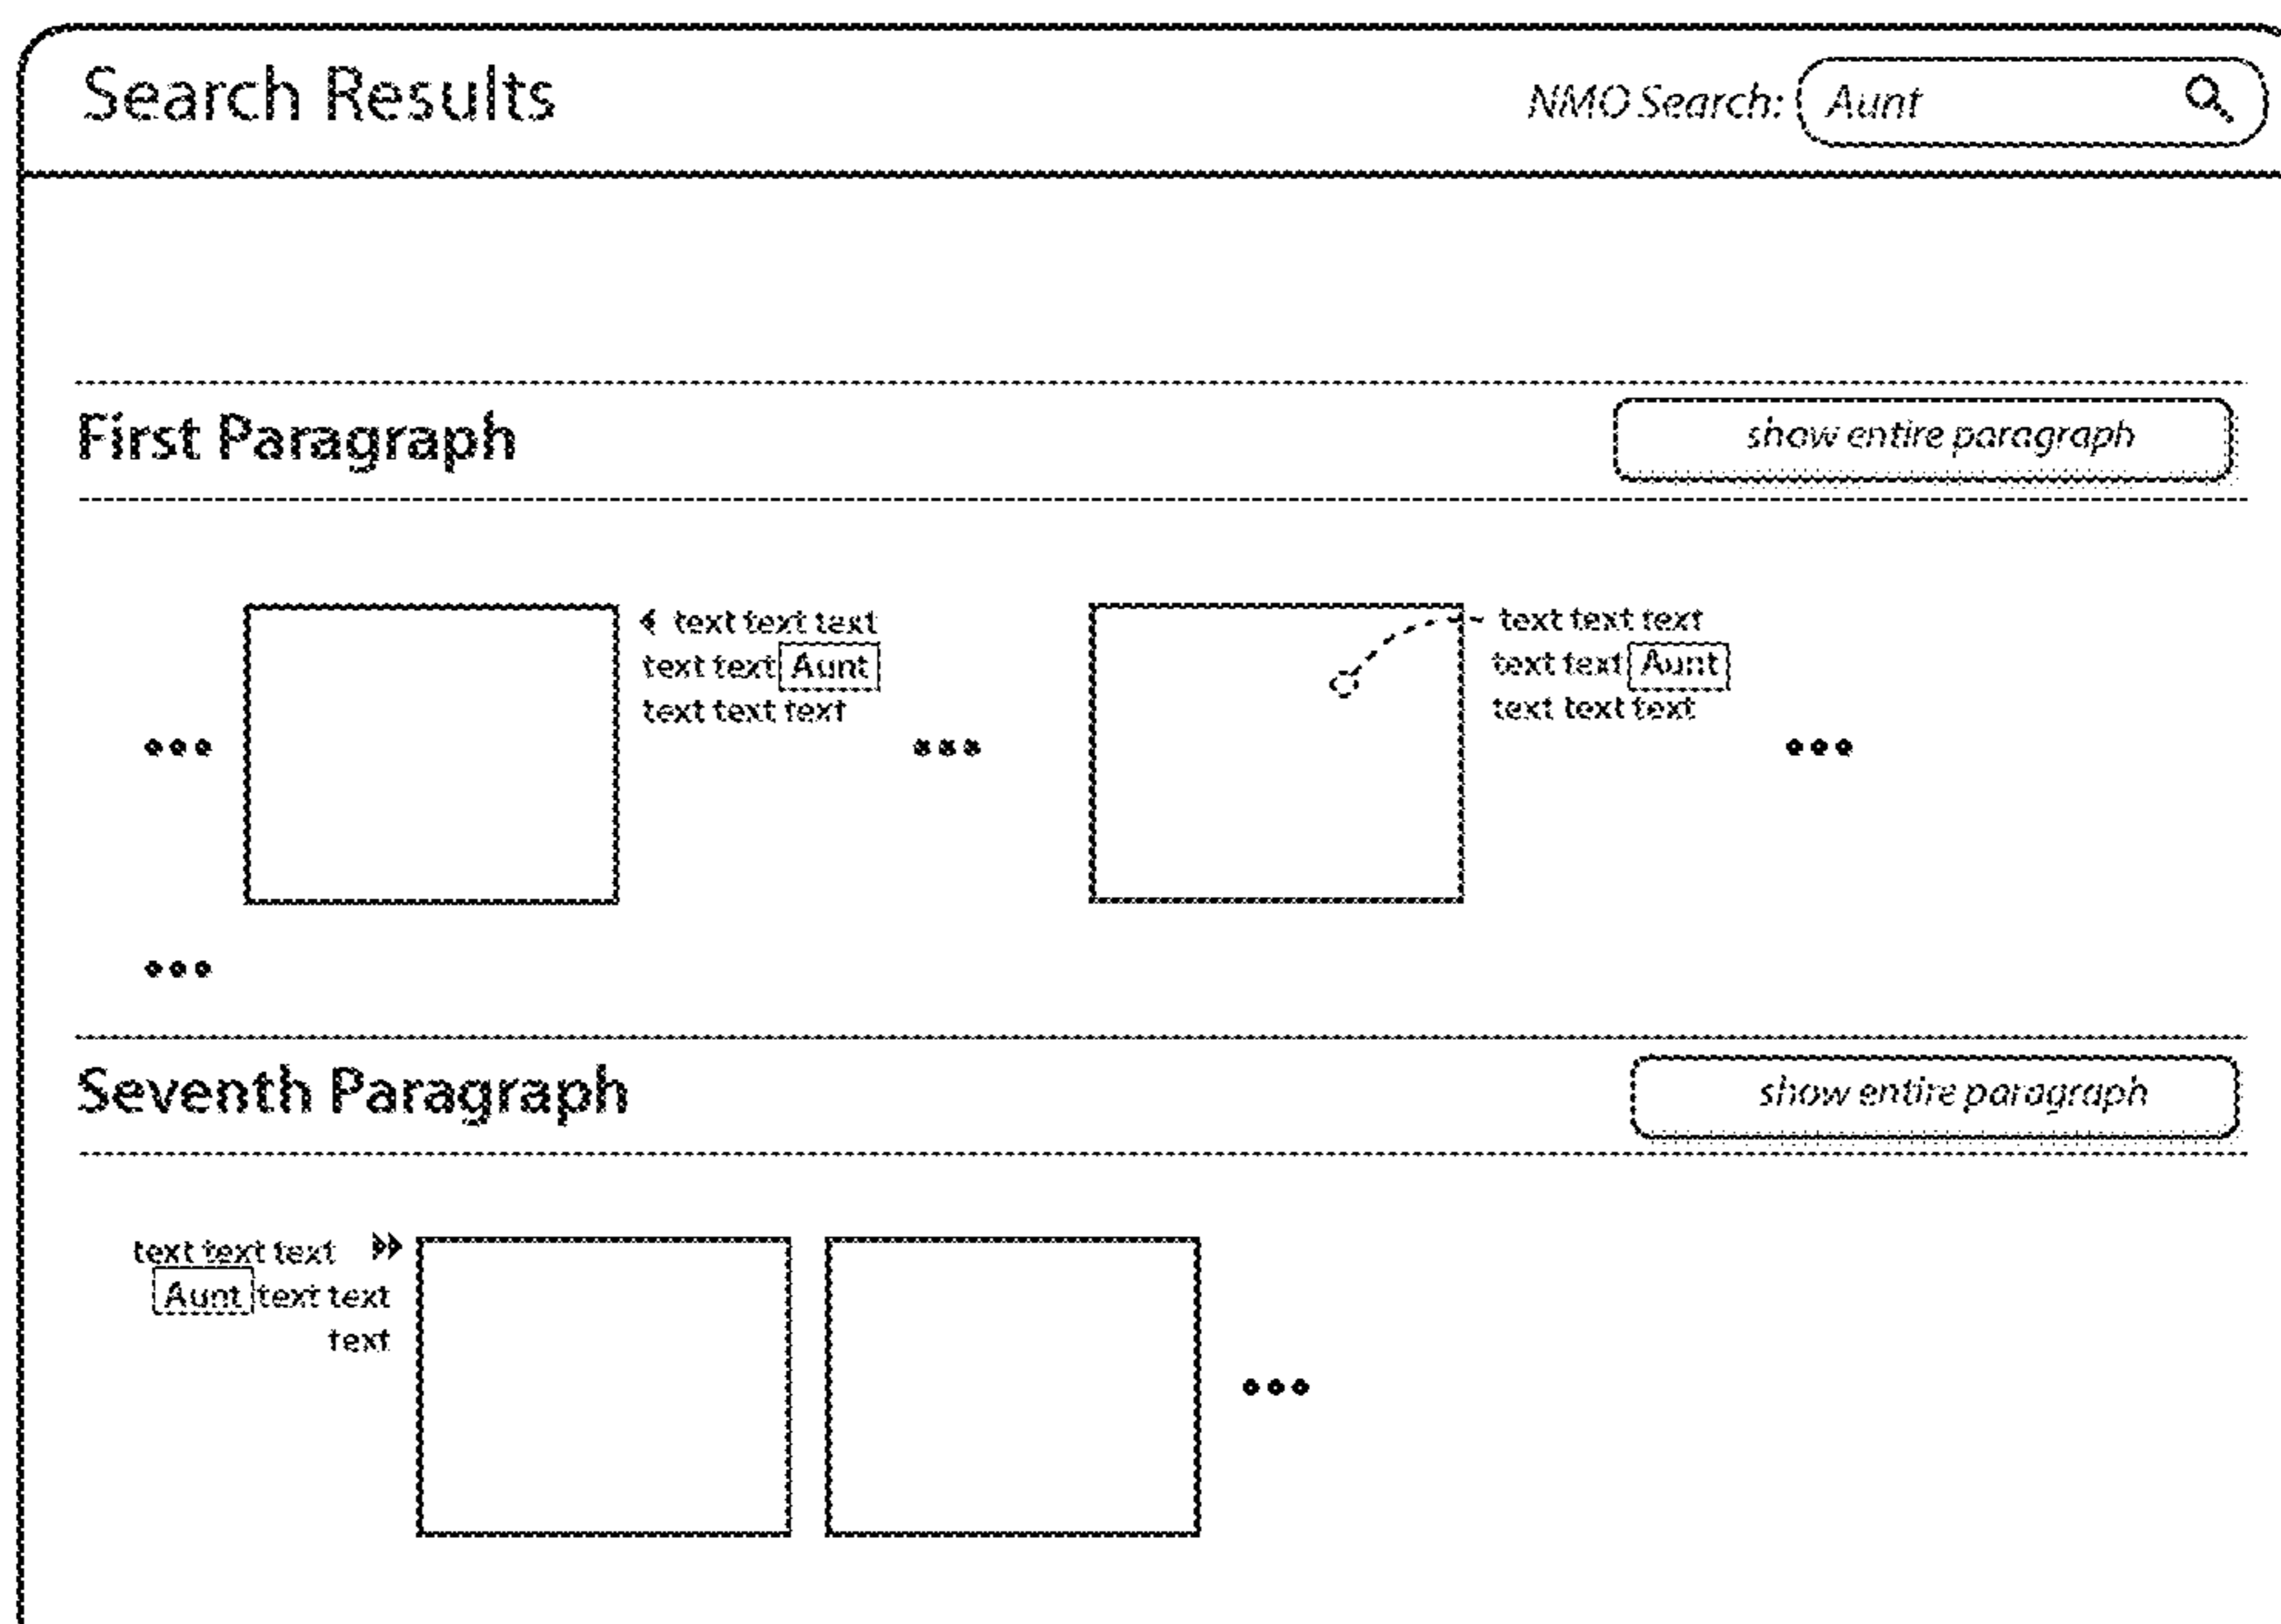 Search Results
NMO Search: Aunt
First Paragraph
show entire paragraph
text text text
text text Aunt
text text text
text text text
text text Aunt
text text text
Seventh Paragraph
show entire paragraph
text text text
Aunt text text
text